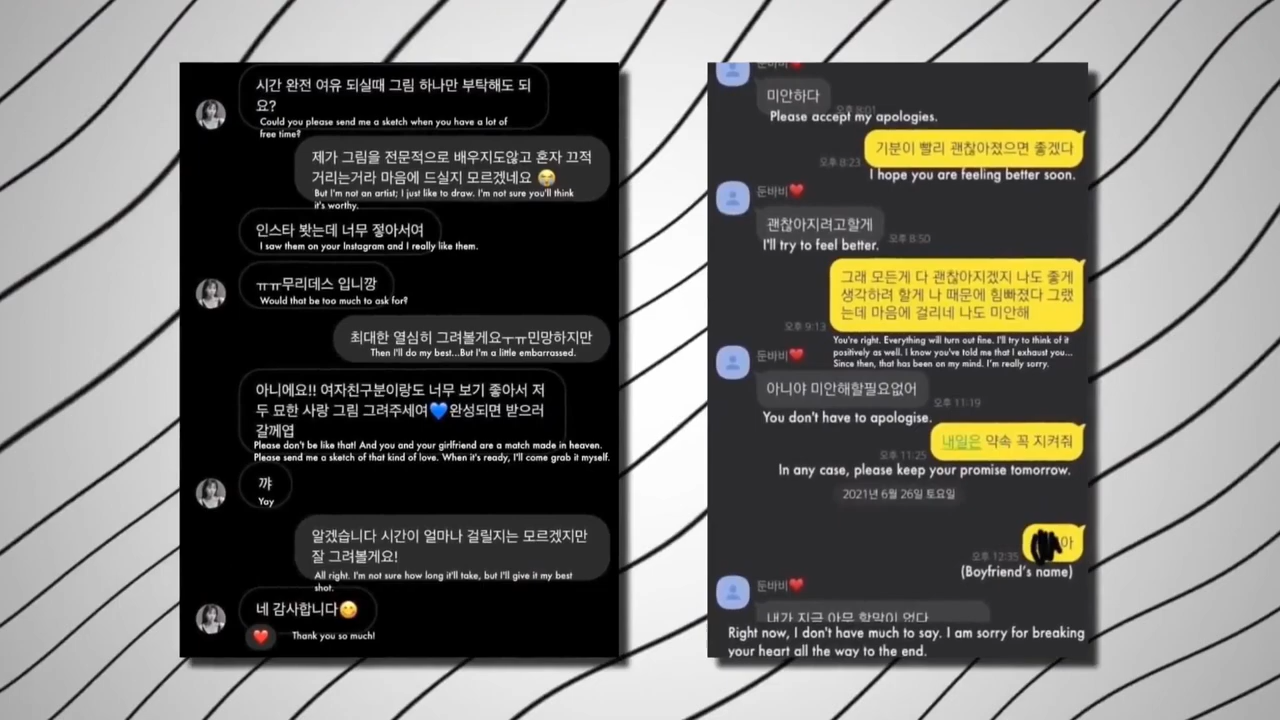 시간 완전 여유 되실때 그림 하나만 부탁해도 되
요?
Could you please send me a sketch when you have a lot of
free time?
제가 그림을 전문적으로 배우지도않고 혼자 끄적
거리는거라 마음에 드실지 모르겠네요 😭
But I'm not an artist; I just like to draw. I'm not sure you'll think
it's worthy.
인스타 봣는데 너무 젛아서여
I saw them on your Instagram and I really like them.
ㅠㅠ무리데스 입니깡
Would that be too much to ask for?
최대한 열심히 그려볼게요ㅜㅠ민망하지만
Then I'll do my best...But I'm a little embarrassed.
아니에요!! 여자친구분이랑도 너무 보기 좋아서 저
두 묘한 사랑 그림 그려주세여💙완성되면 받으러
갈께엽
Please don't be like that! And you and your girlfriend are a match made in heaven.
Please send me a sketch of that kind of love. When it's ready, I'll come grab it myself.
꺄
Yay
알겠습니다 시간이 얼마나 걸릴지는 모르겠지만
잘 그려볼게요!
All right. I'm not sure how long it'll take, but I'll give it my best
shot.
네 감사합니다😋
❤️ Thank you so much!
둔바비❤️
미안하다
오후 8:01
Please accept my apologies.
기분이 빨리 괜찮아졌으면 좋겠다
오후 8:23
I hope you are feeling better soon.
둔바비❤️
괜찮아지려고할게
오후 8:50
I'll try to feel better.
그래 모든게 다 괜찮아지겠지 나도 좋게
생각하려 할게 나 때문에 힘빠졌다 그랬
는데 마음에 걸리네 나도 미안해
오후 9:13
You're right. Everything will turn out fine. I'll try to think of it
positively as well. I know you've told me that I exhaust you...
Since then, that has been on my mind. I'm really sorry.
둔바비❤️
아니야 미안해할필요없어
오후 11:19
You don't have to apologise.
내일은 약속 꼭 지켜줘
오후 11:25
In any case, please keep your promise tomorrow.
2021년 6월 26일 토요일
아
오후 12:35
(Boyfriend's name)
둔바비❤️
내가 지금 아무 할말이 없다
Right now, I don't have much to say. I am sorry for breaking
your heart all the way to the end.